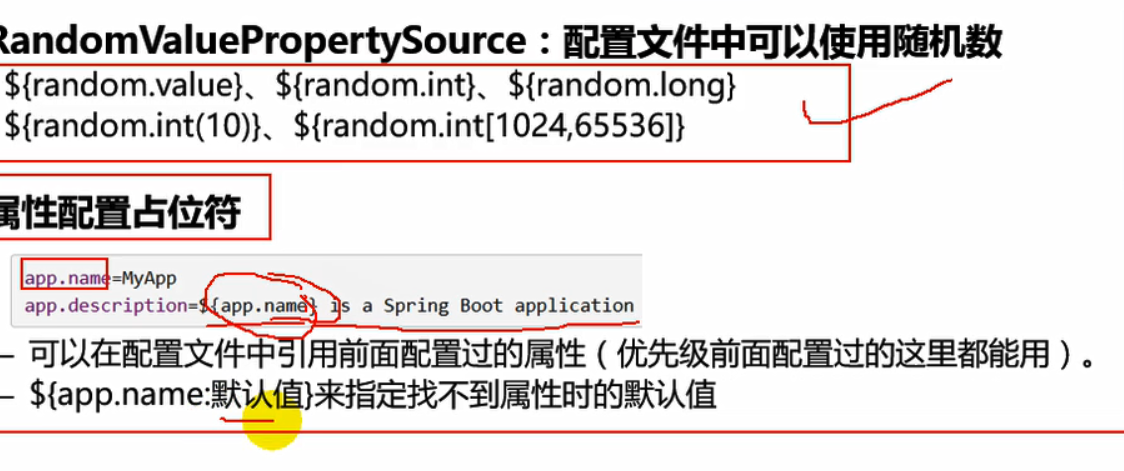 RandomValuePropertySource：配置文件中可以使用随机数
${random.value}、${random.int}、${random.long}
${random.int(10)}、${random.int[1024,65536]}
属性配置占位符
app.name=MyApp
app.description=${app.name} is a Spring Boot application
– 可以在配置文件中引用前面配置过的属性（优先级前面配置过的这里都能用）。
– ${app.name:默认值}来指定找不到属性时的默认值